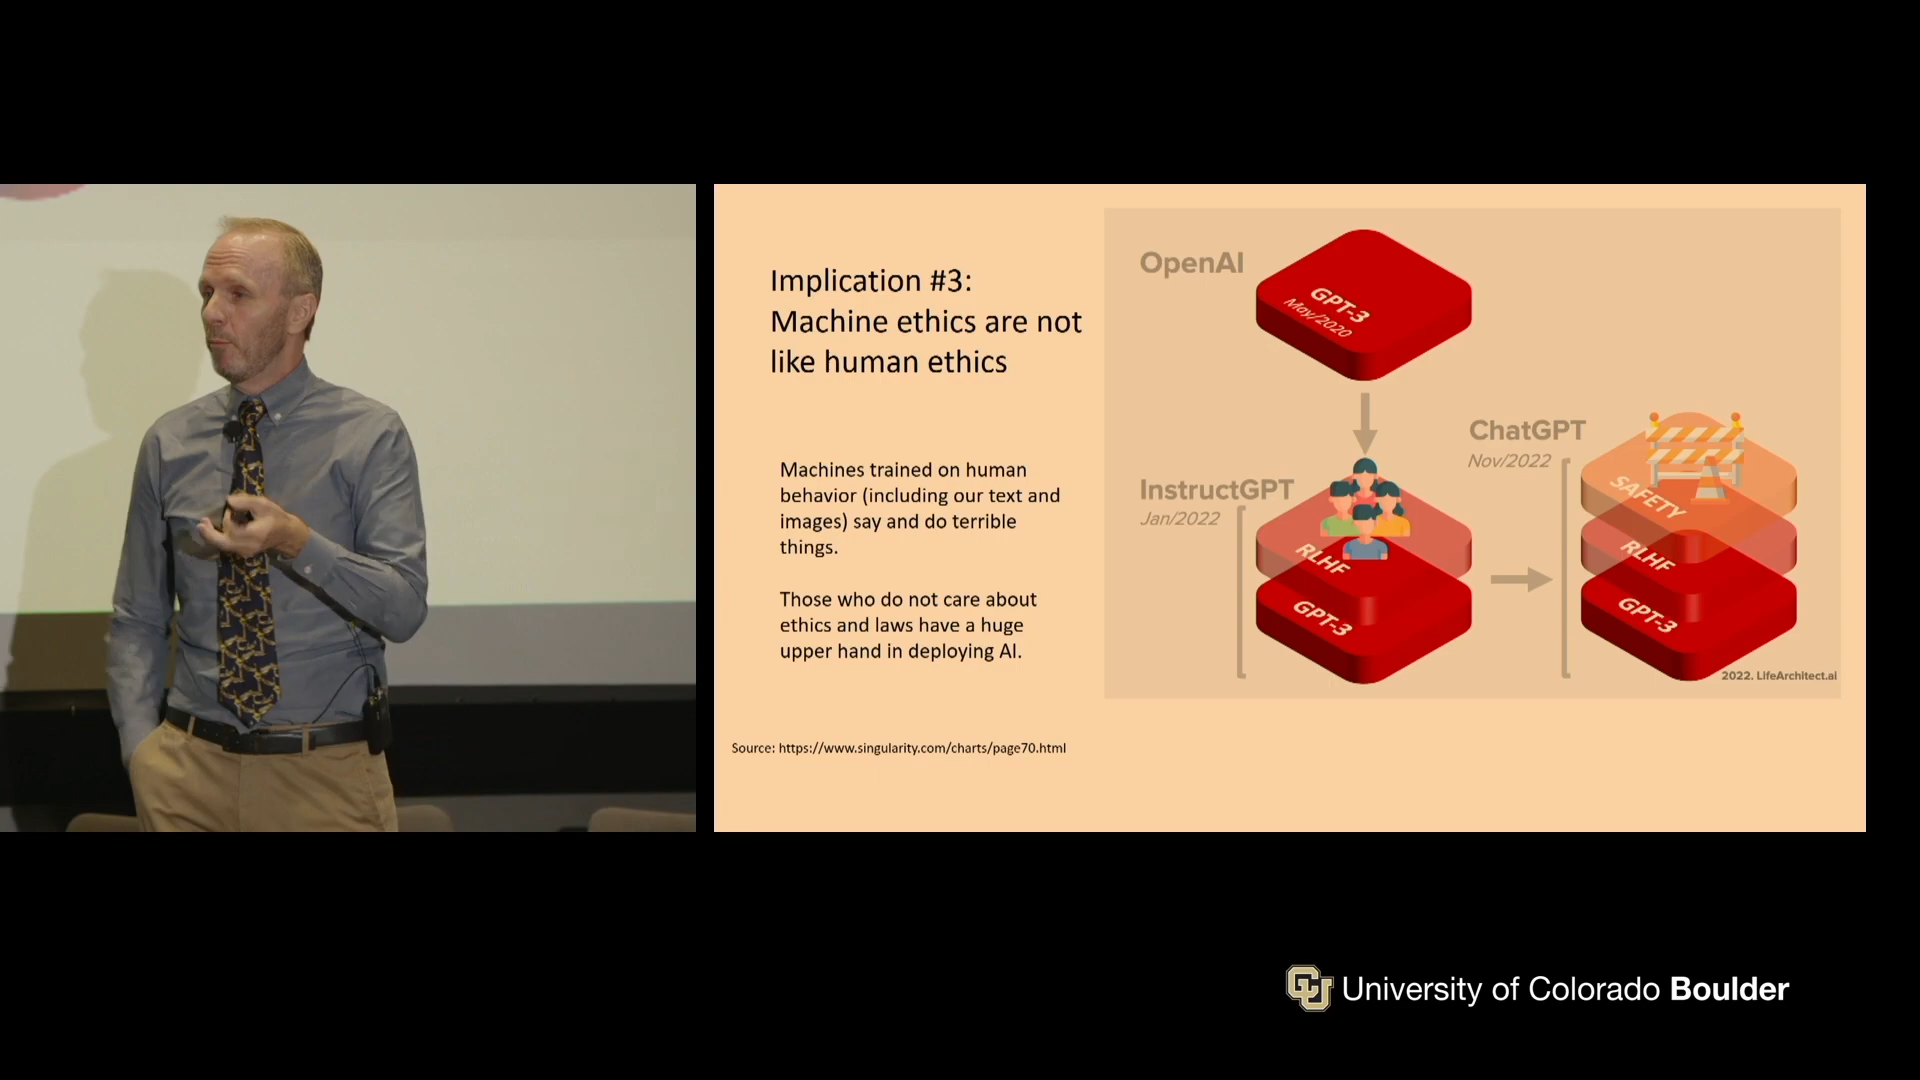 Implication #3:
Machine ethics are not
like human ethics
Machines trained on human
behavior (including our text and
images) say and do terrible
things.
Those who do not care about
ethics and laws have a huge
upper hand in deploying AI.
Source: https://www.singularity.com/charts/page70.html
OpenAI
GPT-3
May/2020
InstructGPT
Jan/2022
RLHF
GPT-3
ChatGPT
Nov/2022
SAFETY
RLHF
GPT-3
2022. LifeArchitect.ai
CU University of Colorado Boulder